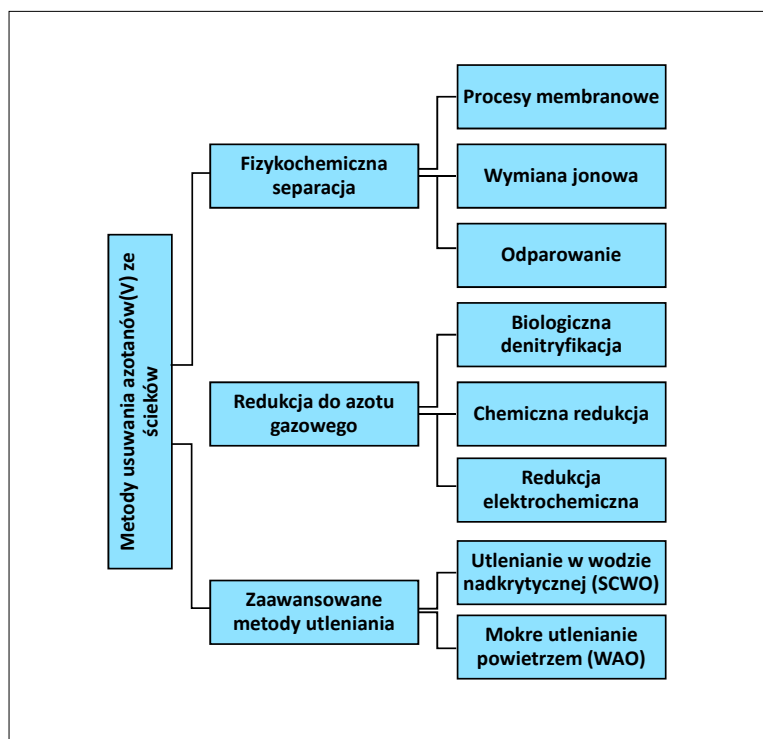 Metody usuwania azotanów(V) ze
ścieków
Fizykochemiczna
separacja
Procesy membranowe
Wymiana jonowa
Odparowanie
Redukcja do azotu
gazowego
Biologiczna
denitryfikacja
Chemiczna redukcja
Redukcja
elektrochemiczna
Zaawansowane
metody utleniania
Utlenianie w wodzie
nadkrytycznej (SCWO)
Mokre utlenianie
powietrzem (WAO)